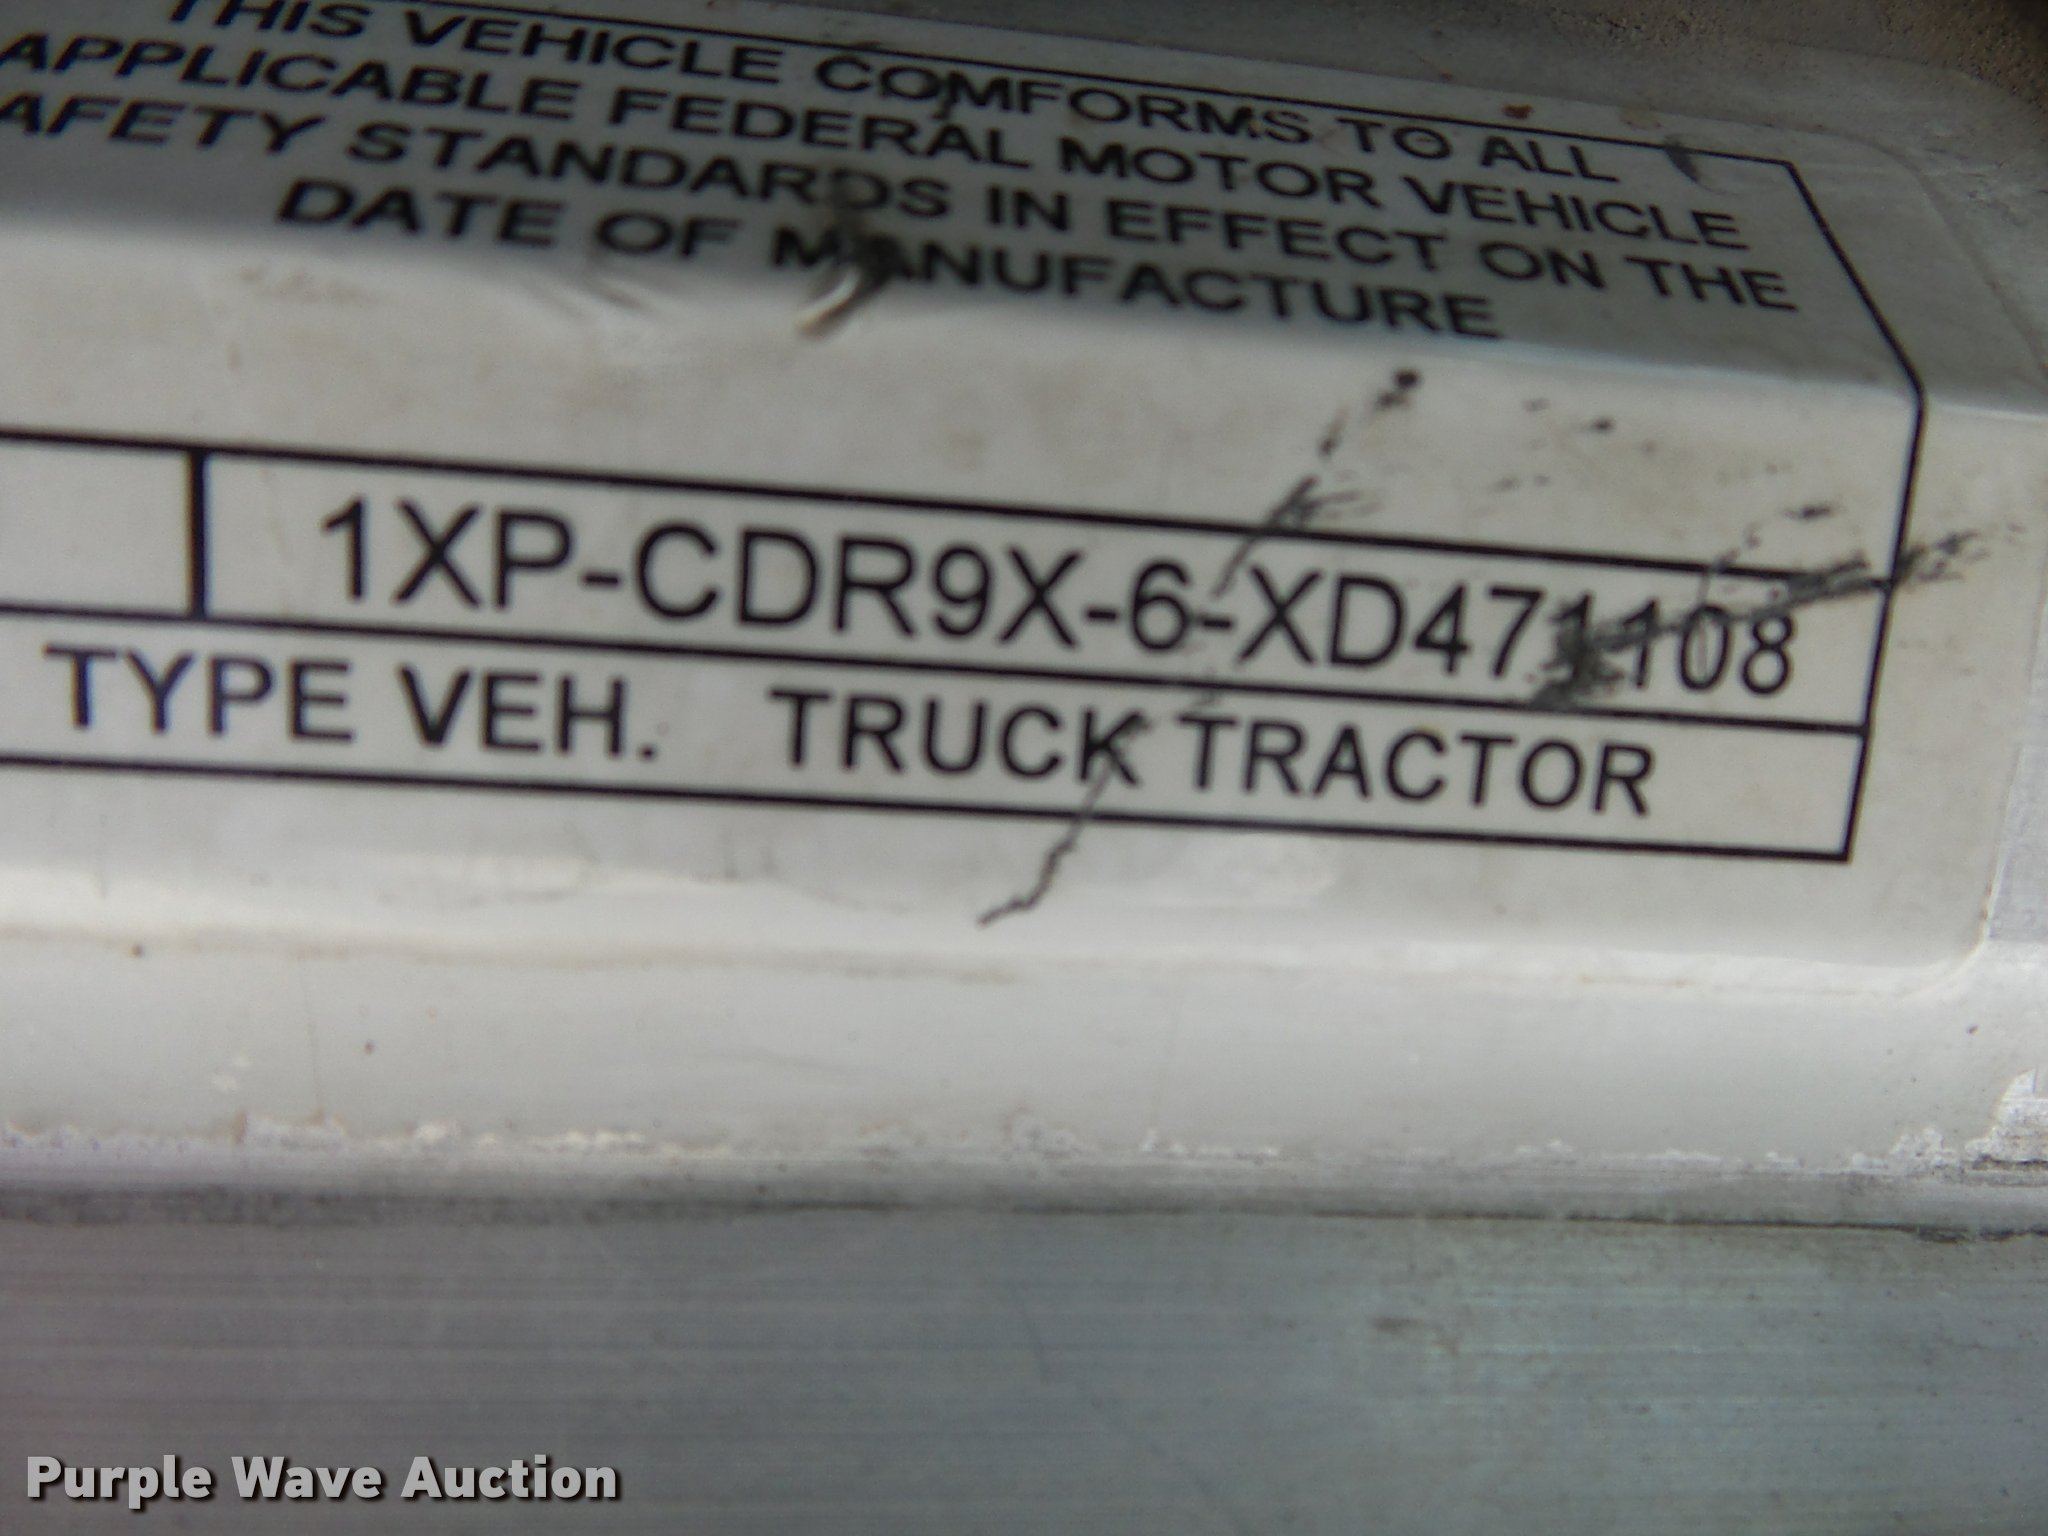 THIS VEHICLE COMFORMS TO ALL
APPLICABLE FEDERAL MOTOR VEHICLE
AFETY STANDARDS IN EFFECT ON THE
DATE OF MANUFACTURE
1XP-CDR9X-6-XD471108
TYPE VEH. TRUCK TRACTOR
Purple Wave Auction